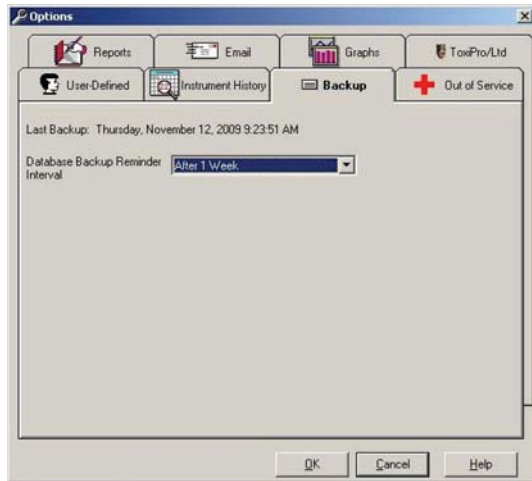 Options
Reports
Email
Graphs
ToxiPro/Ltd
User-Defined
Instrument History
Backup
Out of Service
Last Backup: Thursday, November 12, 2009 9:23:51 AM
Database Backup Reminder
Interval
After 1 Week
OK
Cancel
Help